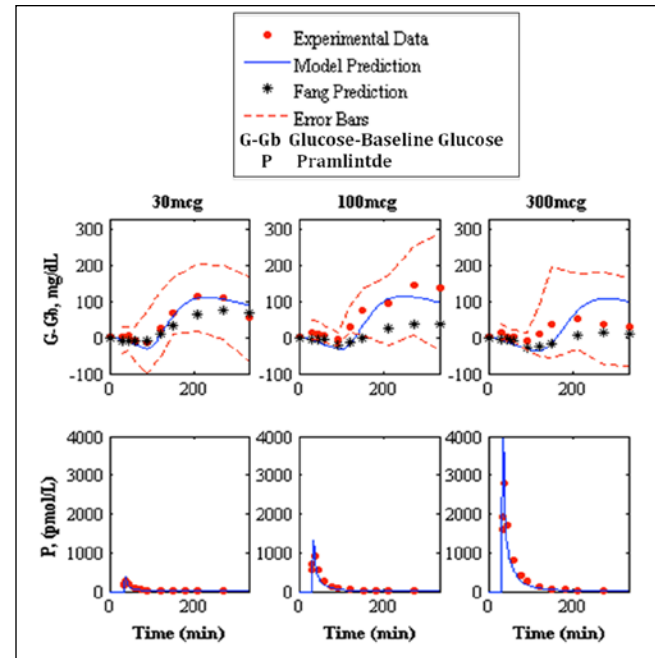 Experimental Data
Model Prediction
Fang Prediction
Error Bars
G-Gb Glucose-Baseline Glucose
P Pramlintde
30mcg 100mcg 300mcg
G-Gb, mg/dL
300 300 300
200 200 200
100 100 100
0 0 0
-100 -100 -100
0 200 0 200 0 200
P, (pmol/L)
4000 4000 4000
3000 3000 3000
2000 2000 2000
1000 1000 1000
0 0 0
0 200 0 200 0 200
Time (min) Time (min) Time (min)